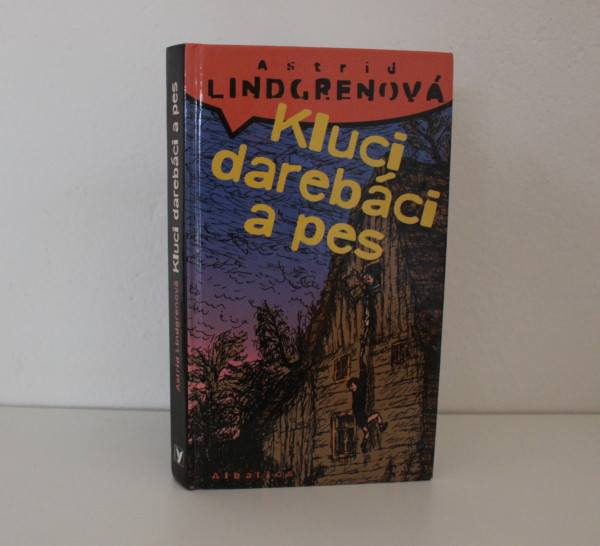 Astrid
LINDGRENOVÁ
Kluci
darebáci
a pes
Albatros
Astrid Lindgrenová Kluci darebáci a pes